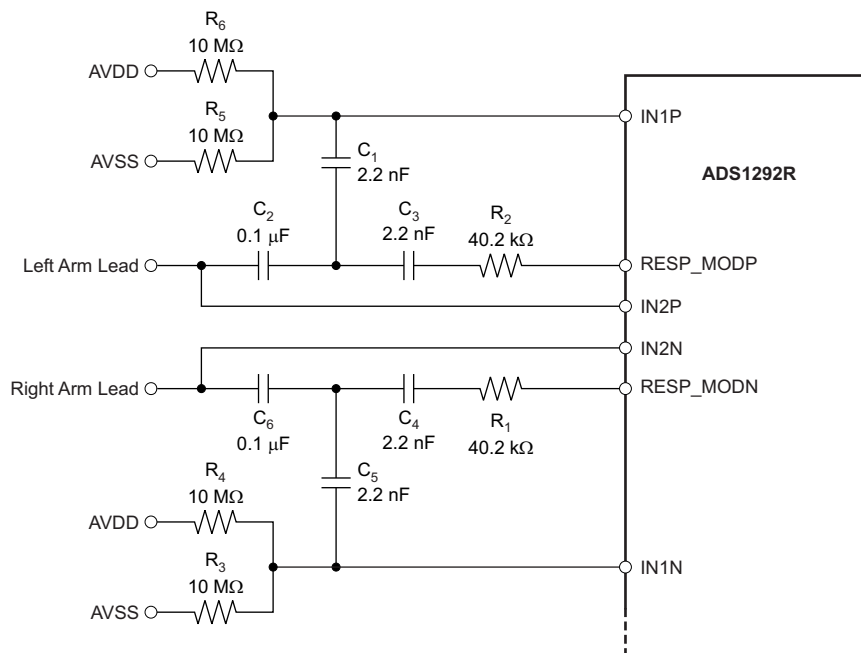 R6
10 MΩ
AVDD
R5
10 MΩ
AVSS
IN1P
C1
2.2 nF
ADS1292R
C2
0.1 μF
C3
2.2 nF
R2
40.2 kΩ
Left Arm Lead
RESP_MODP
IN2P
IN2N
Right Arm Lead
RESP_MODN
C6
0.1 μF
C4
2.2 nF
R1
40.2 kΩ
R4
10 MΩ
C5
2.2 nF
AVDD
R3
10 MΩ
IN1N
AVSS